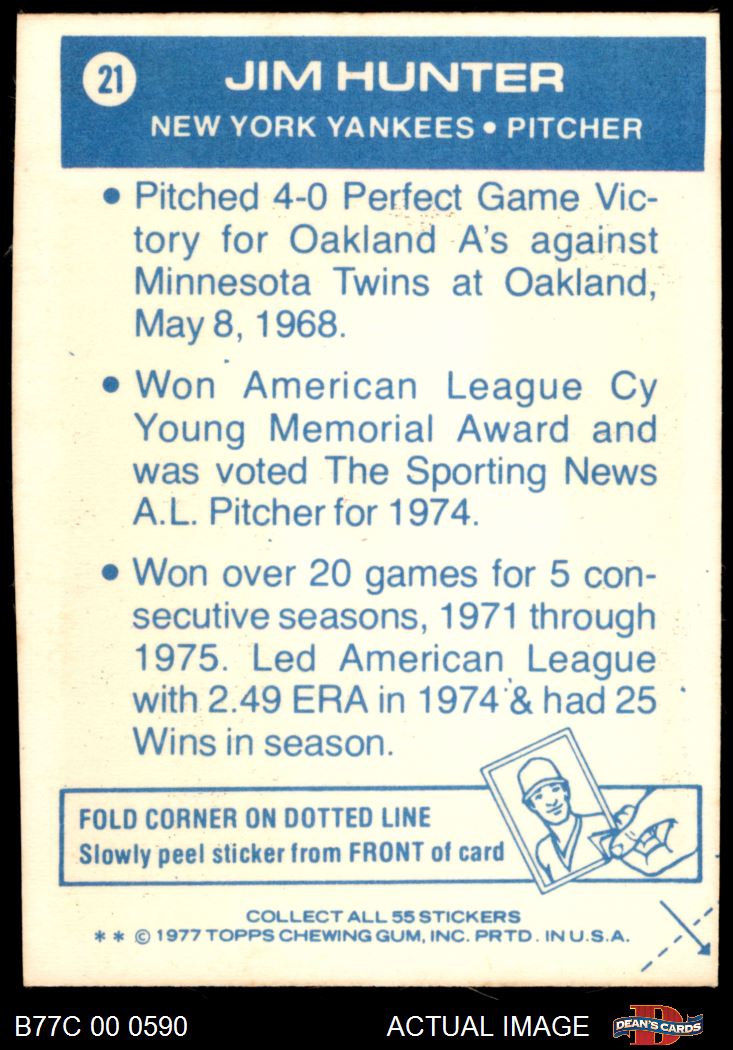 21
JIM HUNTER
NEW YORK YANKEES • PITCHER
• Pitched 4-0 Perfect Game Vic-
tory for Oakland A's against
Minnesota Twins at Oakland,
May 8, 1968.
• Won American League Cy
Young Memorial Award and
was voted The Sporting News
A.L. Pitcher for 1974.
• Won over 20 games for 5 con-
secutive seasons, 1971 through
1975. Led American League
with 2.49 ERA in 1974 & had 25
Wins in season.
FOLD CORNER ON DOTTED LINE
Slowly peel sticker from FRONT of card
COLLECT ALL 55 STICKERS
* * © 1977 TOPPS CHEWING GUM, INC. PRTD. IN U.S.A.
B77C 00 0590
ACTUAL IMAGE
D
DEAN'S CARDS